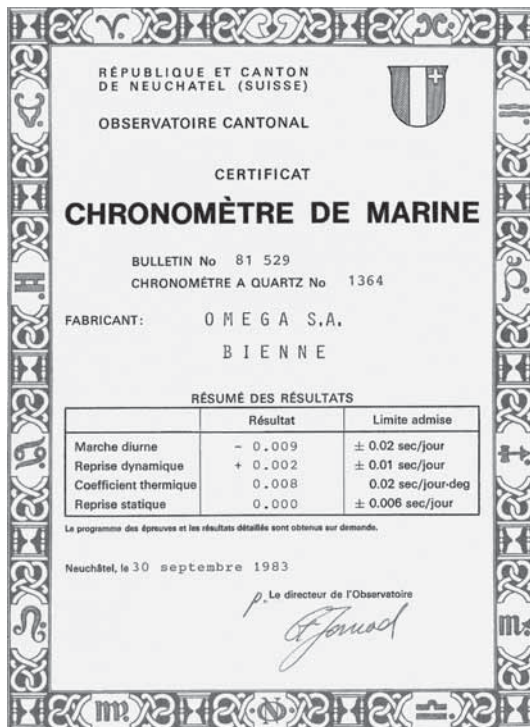 RÉPUBLIQUE ET CANTON
DE NEUCHATEL (SUISSE)
OBSERVATOIRE CANTONAL
CERTIFICAT
CHRONOMÈTRE DE MARINE
BULLETIN No 81 529
CHRONOMÈTRE A QUARTZ No 1364
FABRICANT: OMEGA S.A.
BIENNE
RÉSUMÉ DES RÉSULTATS
Résultat Limite admise
Marche diurne - 0.009 ± 0.02 sec/jour
Reprise dynamique + 0.002 ± 0.01 sec/jour
Coefficient thermique 0.008 0.02 sec/jour-deg
Reprise statique 0.000 ± 0.006 sec/jour
Le programme des épreuves et les résultats détaillés sont obtenus sur demande.
Neuchâtel, le 30 septembre 1983
p. Le directeur de l'Observatoire